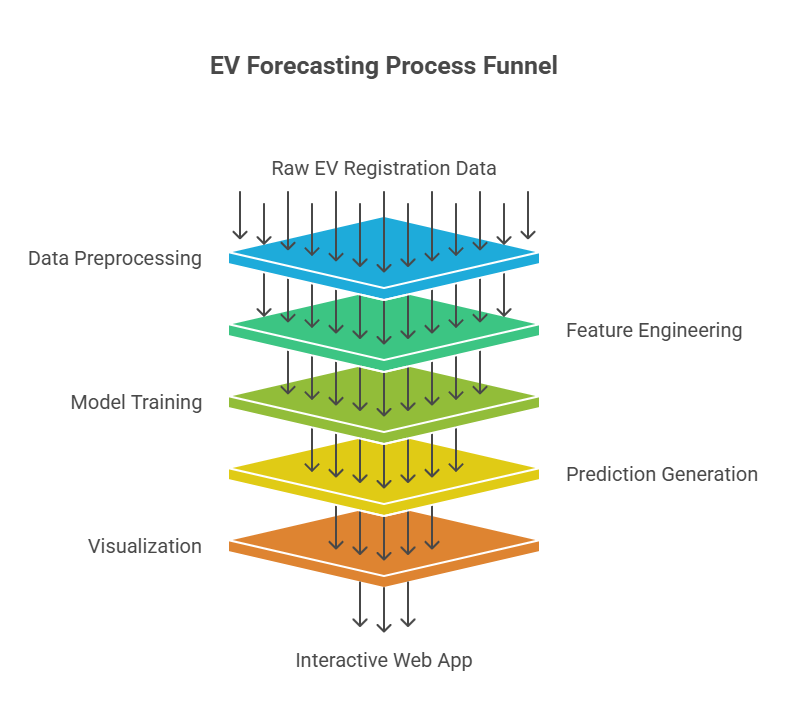 EV Forecasting Process Funnel
Raw EV Registration Data
Data Preprocessing
Feature Engineering
Model Training
Prediction Generation
Visualization
Interactive Web App